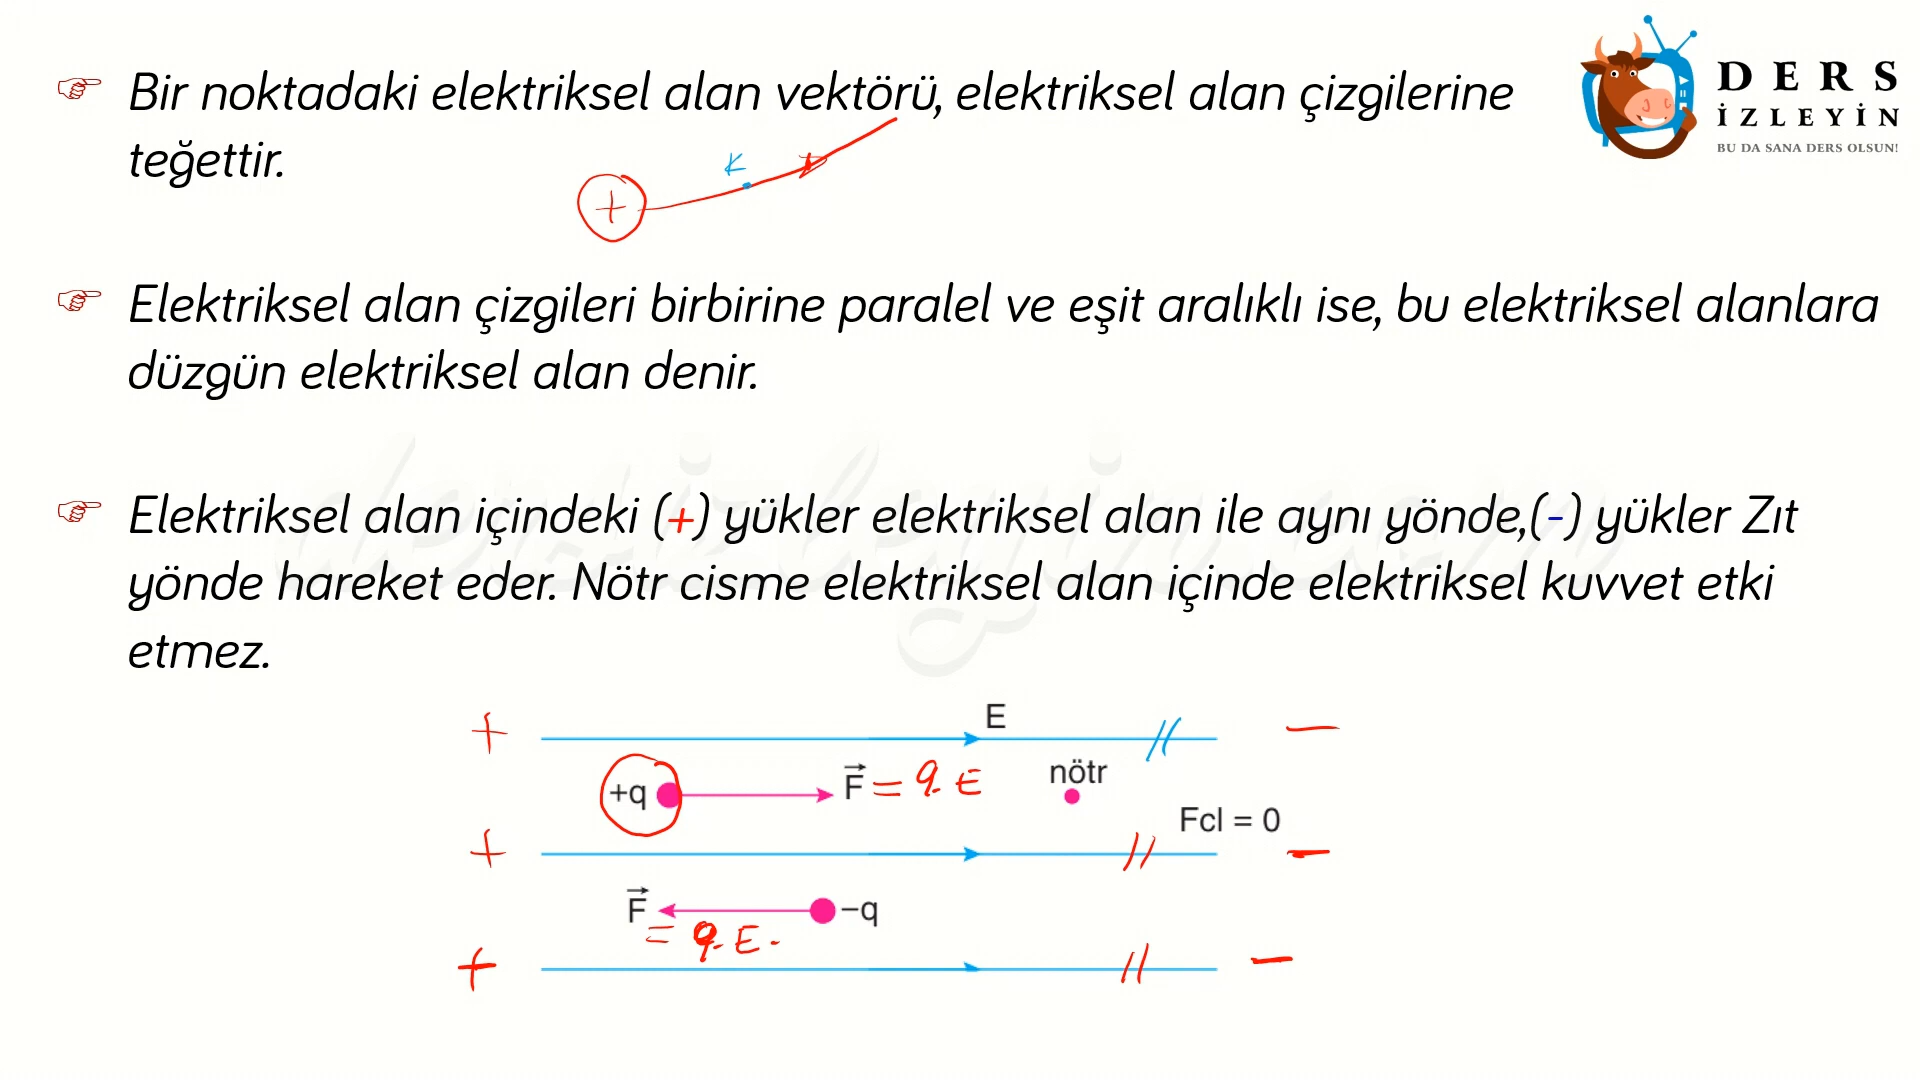 Bir noktadaki elektriksel alan vektörü, elektriksel alan çizgilerine
teğettir.
DERS
İZLEYİN
BU DA SANA DERS OLSUN!
K
+
Elektriksel alan çizgileri birbirine paralel ve eşit aralıklı ise, bu elektriksel alanlara
düzgün elektriksel alan denir.
dersizleyin.com
Elektriksel alan içindeki (+) yükler elektriksel alan ile aynı yönde,(-) yükler Zıt
yönde hareket eder. Nötr cisme elektriksel alan içinde elektriksel kuvvet etki
etmez.
+ E −
+q F = q. E nötr
Fcl = 0
+ −
F −q
= q. E.
+ −